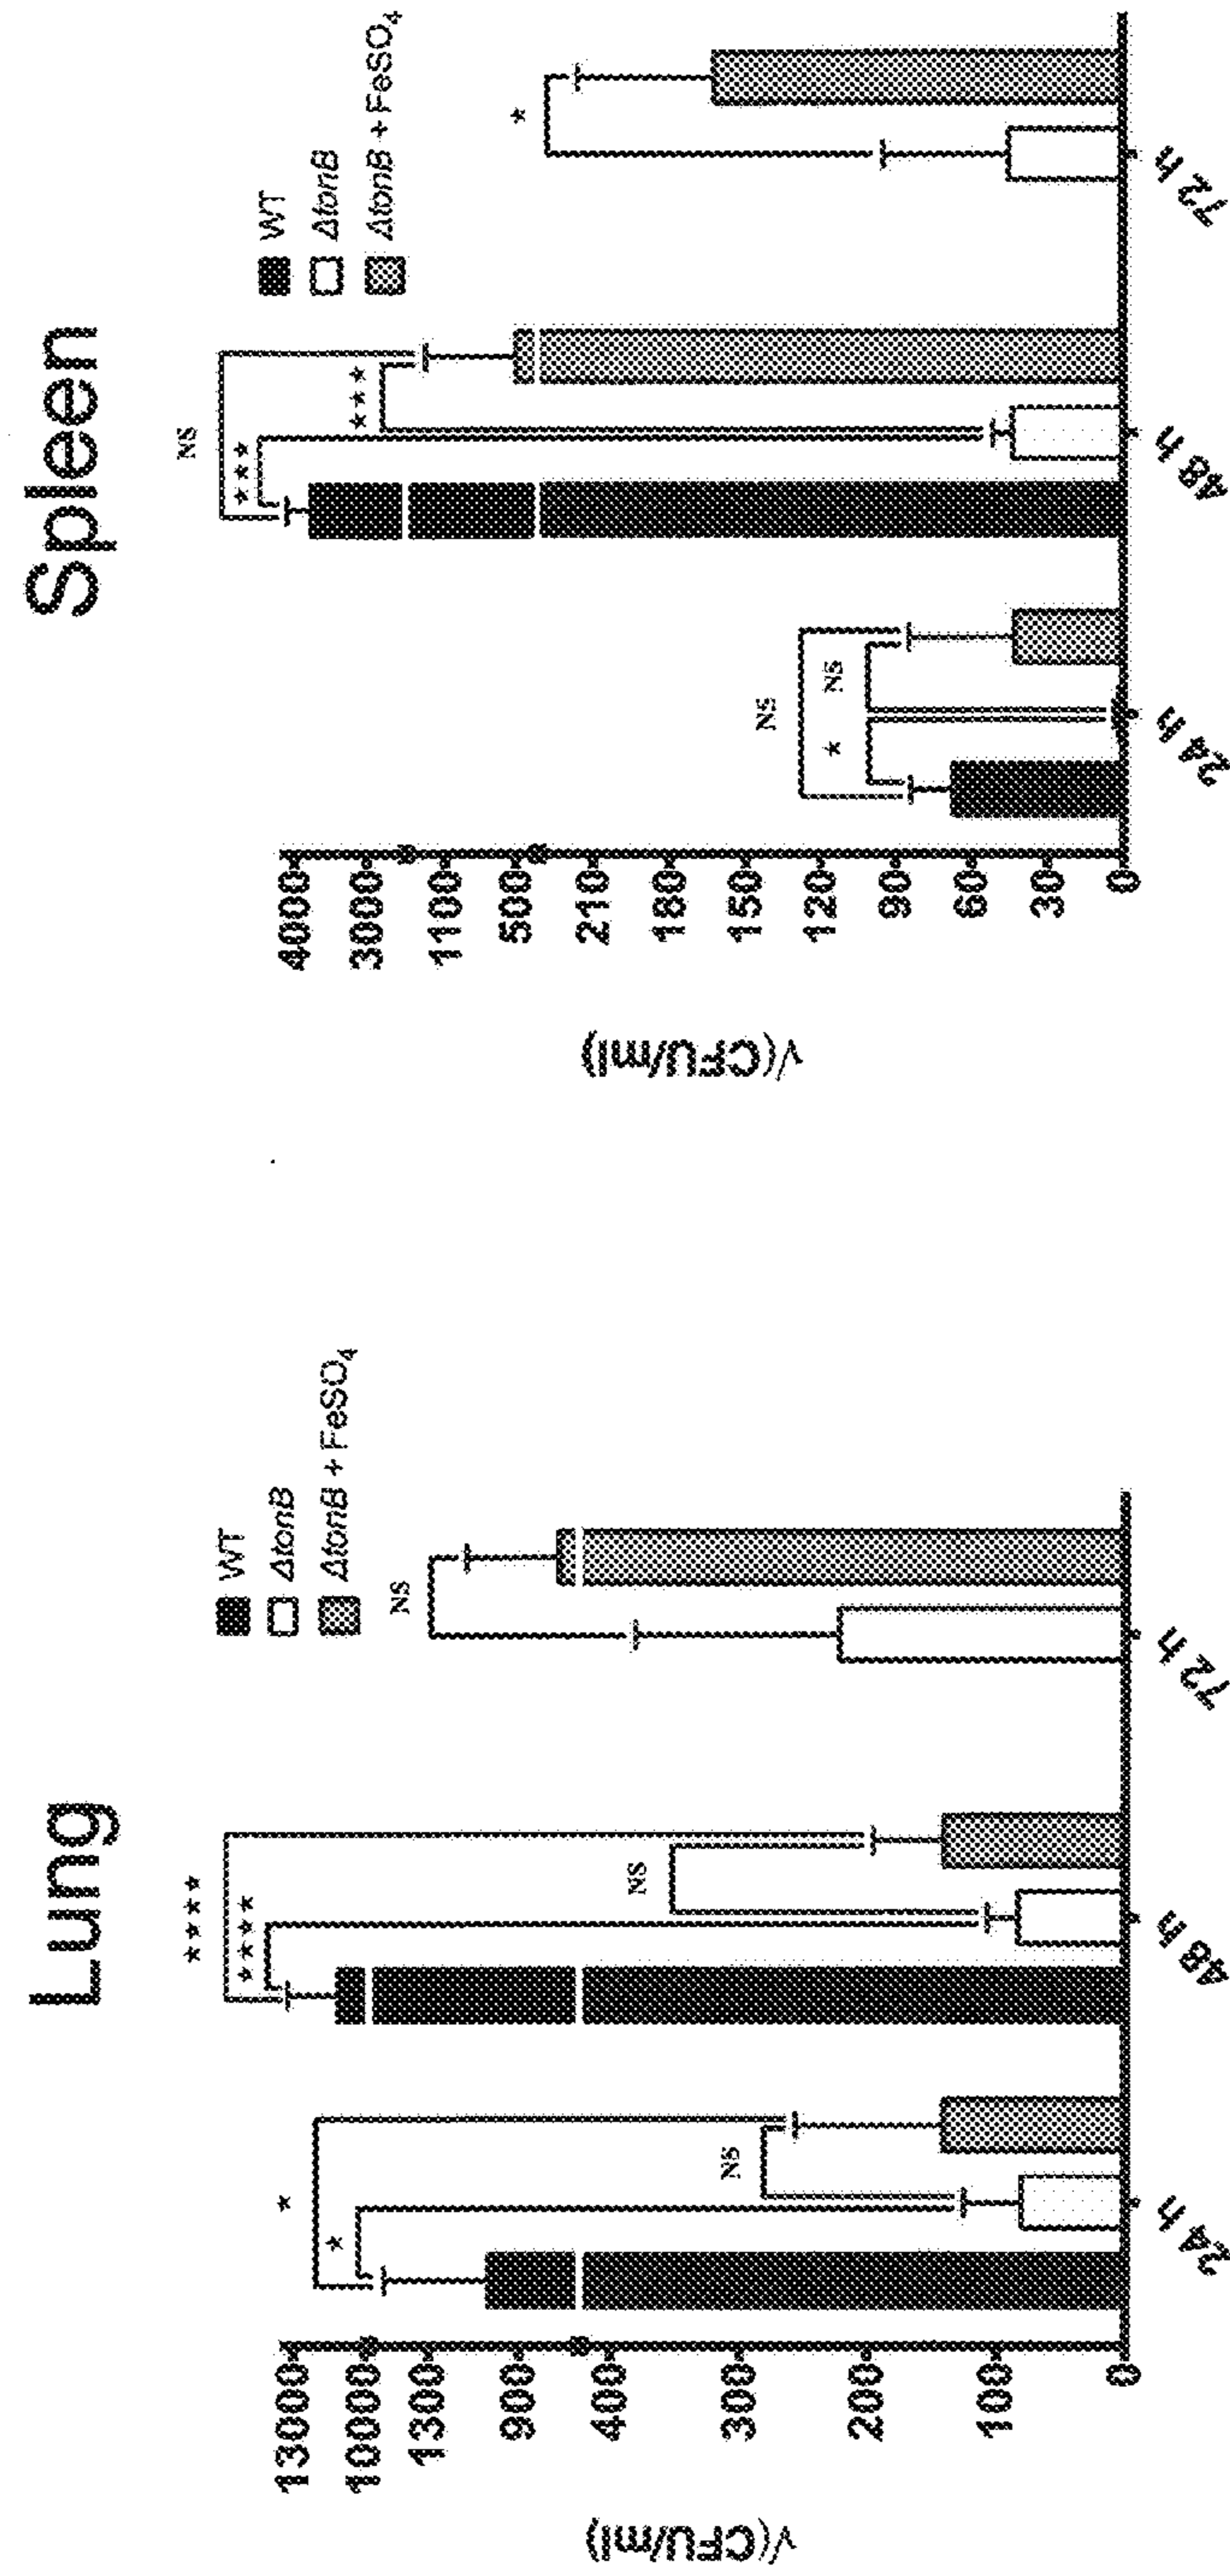 Lung
WT
ΔtonB
ΔtonB + FeSO4
√(CFU/ml)
13000
10000
1300
900
400
300
200
100
0
*
*
NS
****
****
NS
NS
24 h
48 h
72 h
Spleen
WT
ΔtonB
ΔtonB + FeSO4
√(CFU/ml)
4000
3000
1100
500
210
180
150
120
90
60
30
0
NS
*
NS
NS
***
***
*
24 h
48 h
72 h